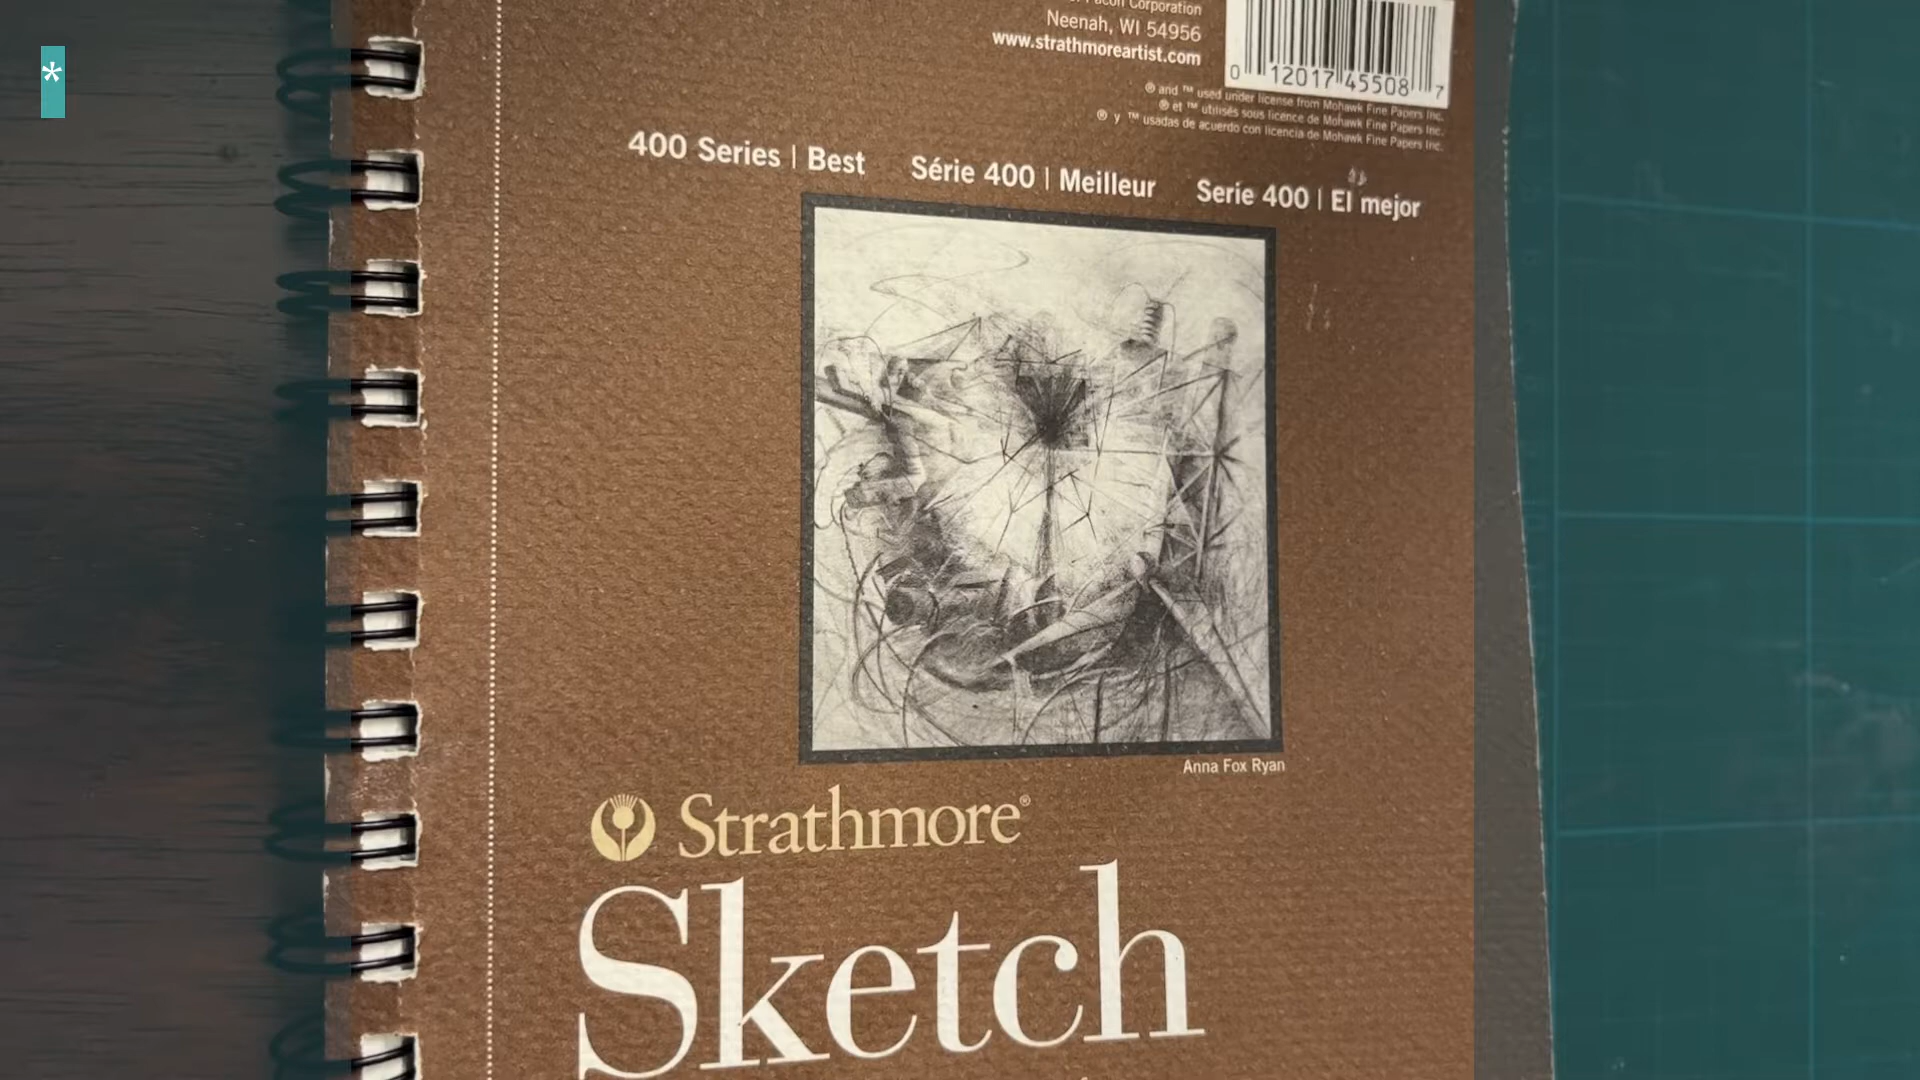 *
Pacon Corporation
Neenah, WI 54956
www.strathmoreartist.com
0 12017 45508 7
® and ™ used under license from Mohawk Fine Papers Inc.
® et ™ utilisés sous licence de Mohawk Fine Papers Inc.
® y ™ usadas de acuerdo con licencia de Mohawk Fine Papers Inc.
400 Series | Best Série 400 | Meilleur Serie 400 | El mejor
Anna Fox Ryan
Strathmore®
Sketch